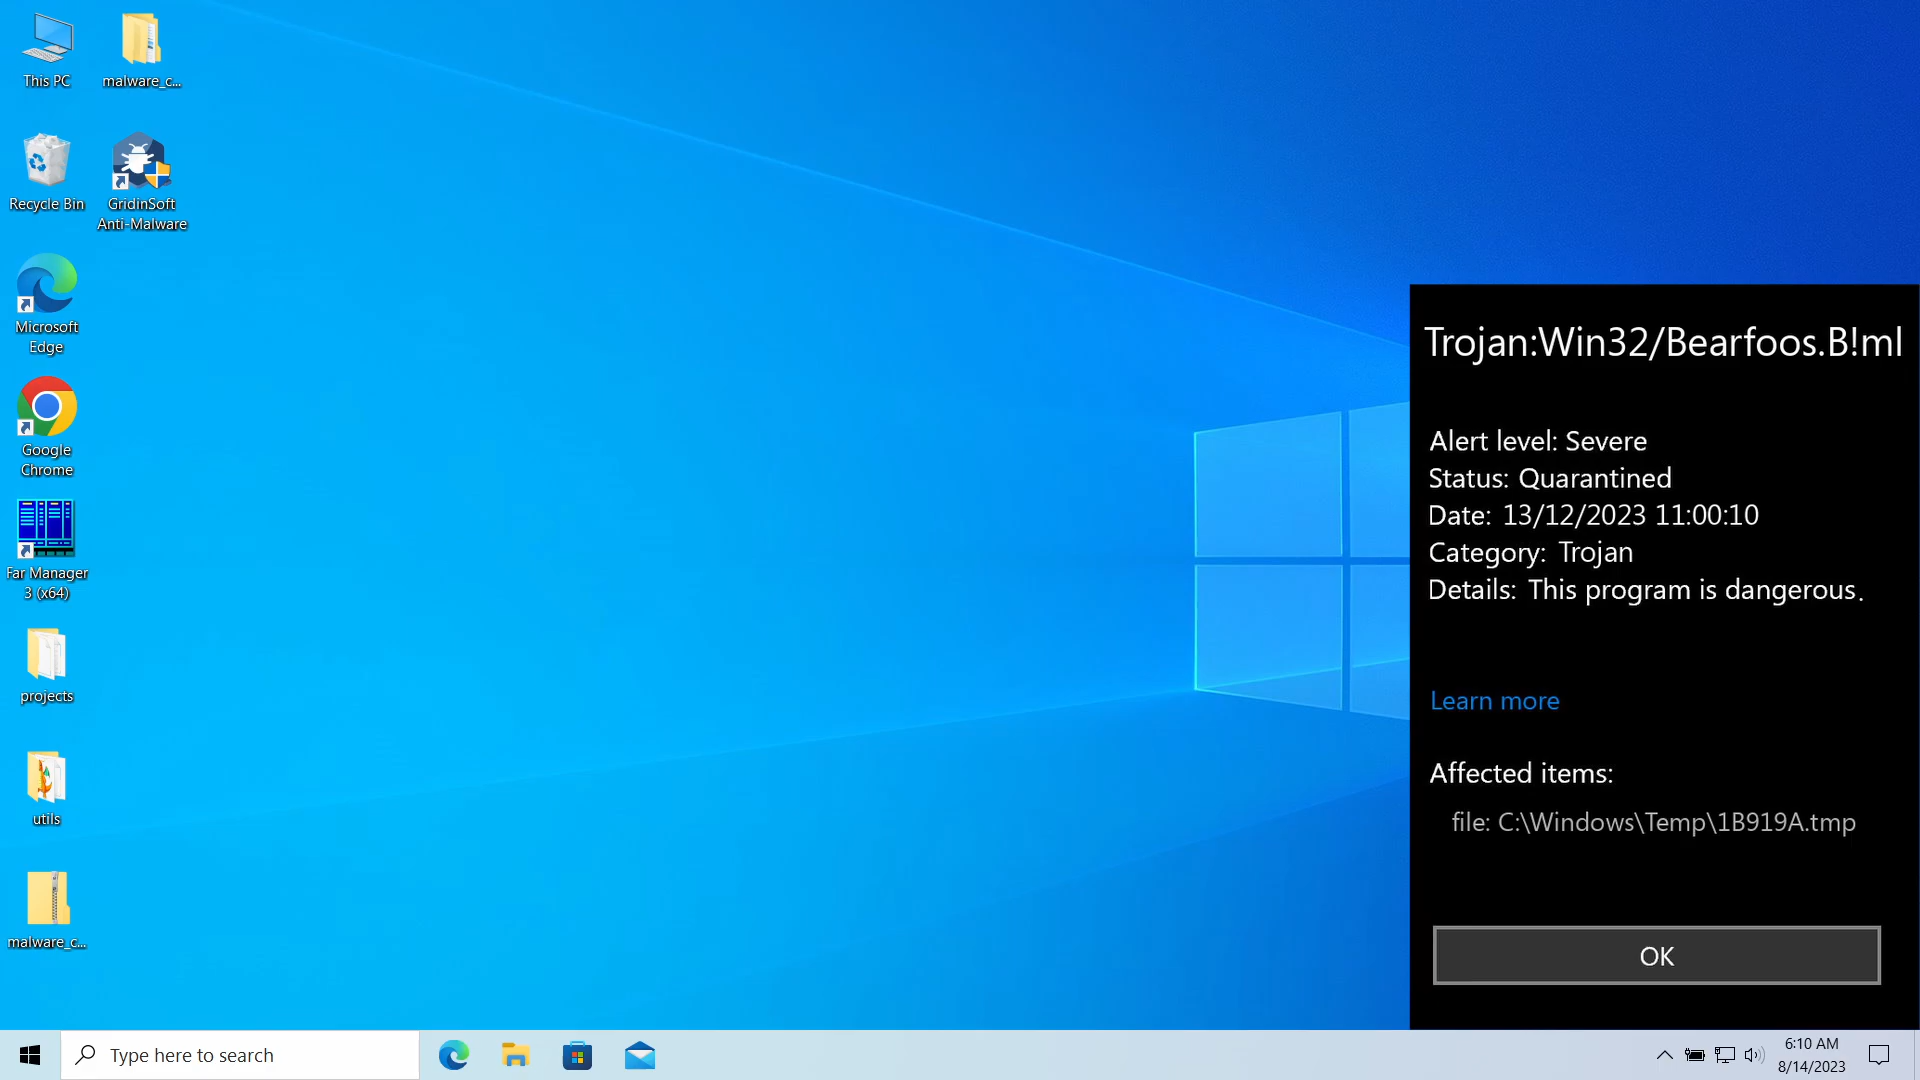 This PC
malware_c...
Recycle Bin
GridinSoft
Anti-Malware
Microsoft
Edge
Google
Chrome
Far Manager
3 (x64)
projects
utils
malware_c...
Trojan:Win32/Bearfoos.B!ml
Alert level: Severe
Status: Quarantined
Date: 13/12/2023 11:00:10
Category: Trojan
Details: This program is dangerous.
Learn more
Affected items:
file: C:\Windows\Temp\1B919A.tmp
OK
Type here to search
6:10 AM
8/14/2023